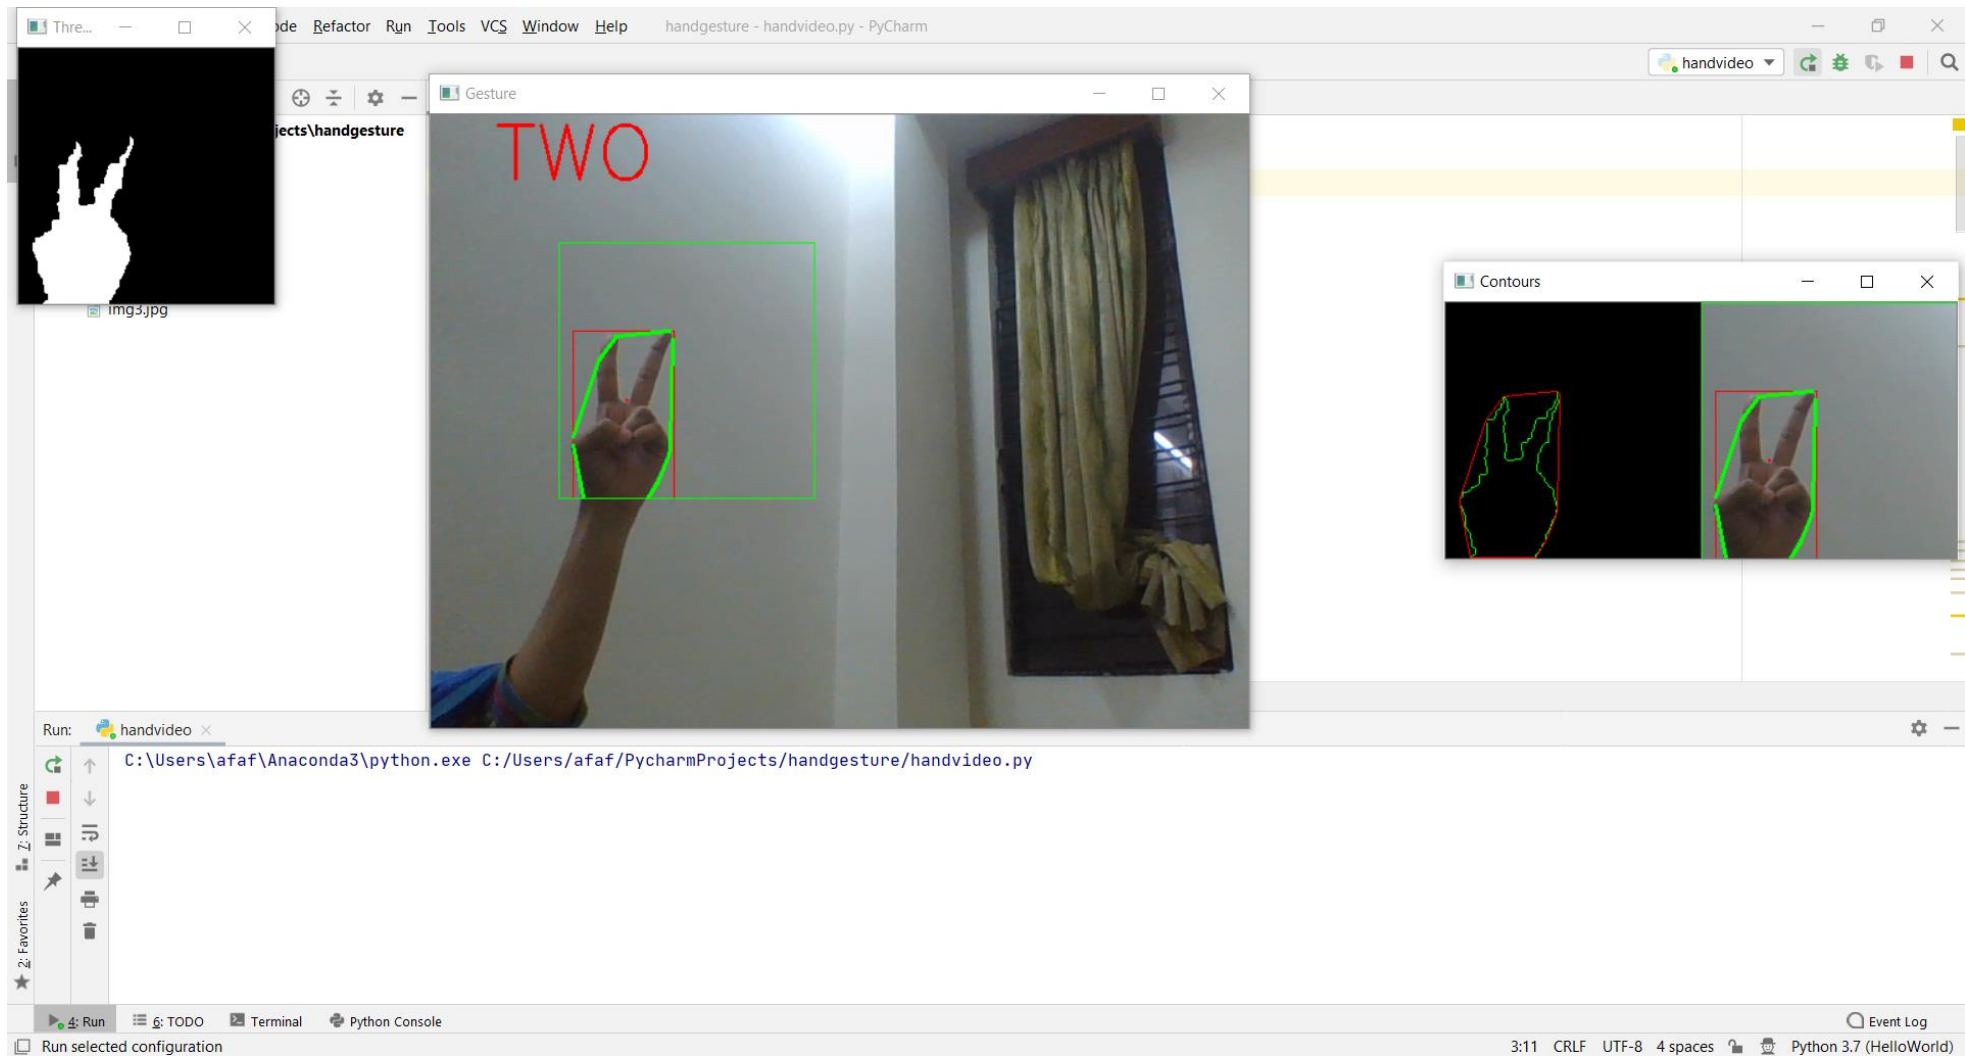 Thre...
ode Refactor Run Tools VCS Window Help handgesture - handvideo.py - PyCharm
handvideo
Gesture
jects\handgesture
TWO
Contours
img3.jpg
Run: handvideo
C:\Users\afaf\Anaconda3\python.exe C:/Users/afaf/PycharmProjects/handgesture/handvideo.py
Z: Structure
2: Favorites
4: Run 6: TODO Terminal Python Console Event Log
Run selected configuration 3:11 CRLF UTF-8 4 spaces Python 3.7 (HelloWorld)